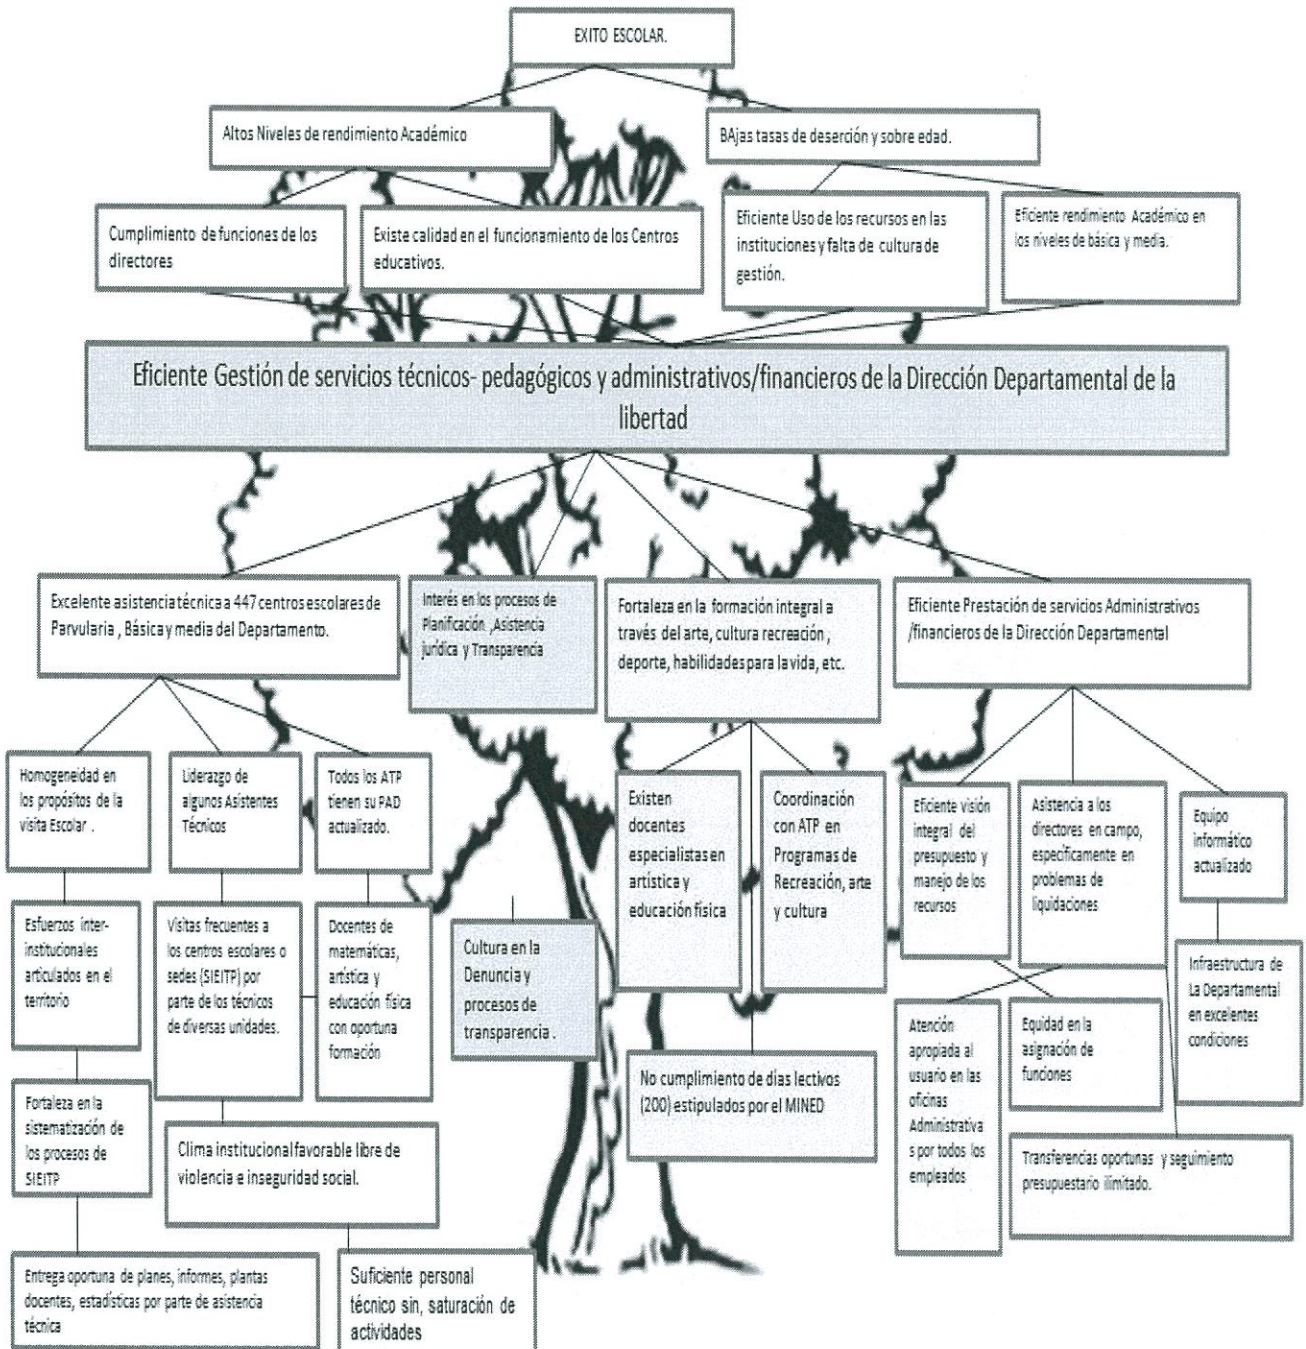 EXITO ESCOLAR.
Altos Niveles de rendimiento Académico
BAjas tasas de deserción y sobre edad.
Cumplimiento de funciones de los
directores
Existe calidad en el funcionamiento de los Centros
educativos.
Eficiente Uso de los recursos en las
instituciones y falta de cultura de
gestión.
Eficiente rendimiento Académico en
los niveles de básica y media.
Eficiente Gestión de servicios técnicos- pedagógicos y administrativos/financieros de la Dirección Departamental de la
libertad
Excelente asistencia técnica a 447 centros escolares de
Parvularia , Básica y media del Departamento.
Interés en los procesos de
Planificación ,Asistencia
jurídica y Transparencia
Fortaleza en la formación integral a
través del arte, cultura recreación ,
deporte, habilidades para la vida, etc.
Eficiente Prestación de servicios Administrativos
/financieros de la Dirección Departamental
Homogeneidad en
los propósitos de la
visita Escolar .
Liderazgo de
algunos Asistentes
Técnicos
Todos los ATP
tienen su PAD
actualizado.
Existen
docentes
especialistas en
artística y
educación física
Coordinación
con ATP en
Programas de
Recreación, arte
y cultura
Eficiente visión
integral del
presupuesto y
manejo de los
recursos
Asistencia a los
directores en campo,
específicamente en
problemas de
liquidaciones
Equipo
informático
actualizado
Esfuerzos inter-
institucionales
articulados en el
territorio
Visitas frecuentes a
los centros escolares o
sedes (SIEITP) por
parte de los técnicos
de diversas unidades.
Docentes de
matemáticas,
artística y
educación física
con oportuna
formación
Cultura en la
Denuncia y
procesos de
transparencia .
Infraestructura de
La Departamental
en excelentes
condiciones
Atención
apropiada al
usuario en las
oficinas
Administrativa
s por todos los
empleados
Equidad en la
asignación de
funciones
No cumplimiento de días lectivos
(200) estipulados por el MINED
Fortaleza en la
sistematización de
los procesos de
SIEITP
Clima institucional favorable libre de
violencia e inseguridad social.
Transferencias oportunas y seguimiento
presupuestario ilimitado.
Entrega oportuna de planes, informes, plantas
docentes, estadísticas por parte de asistencia
técnica
Suficiente personal
técnico sin, saturación de
actividades